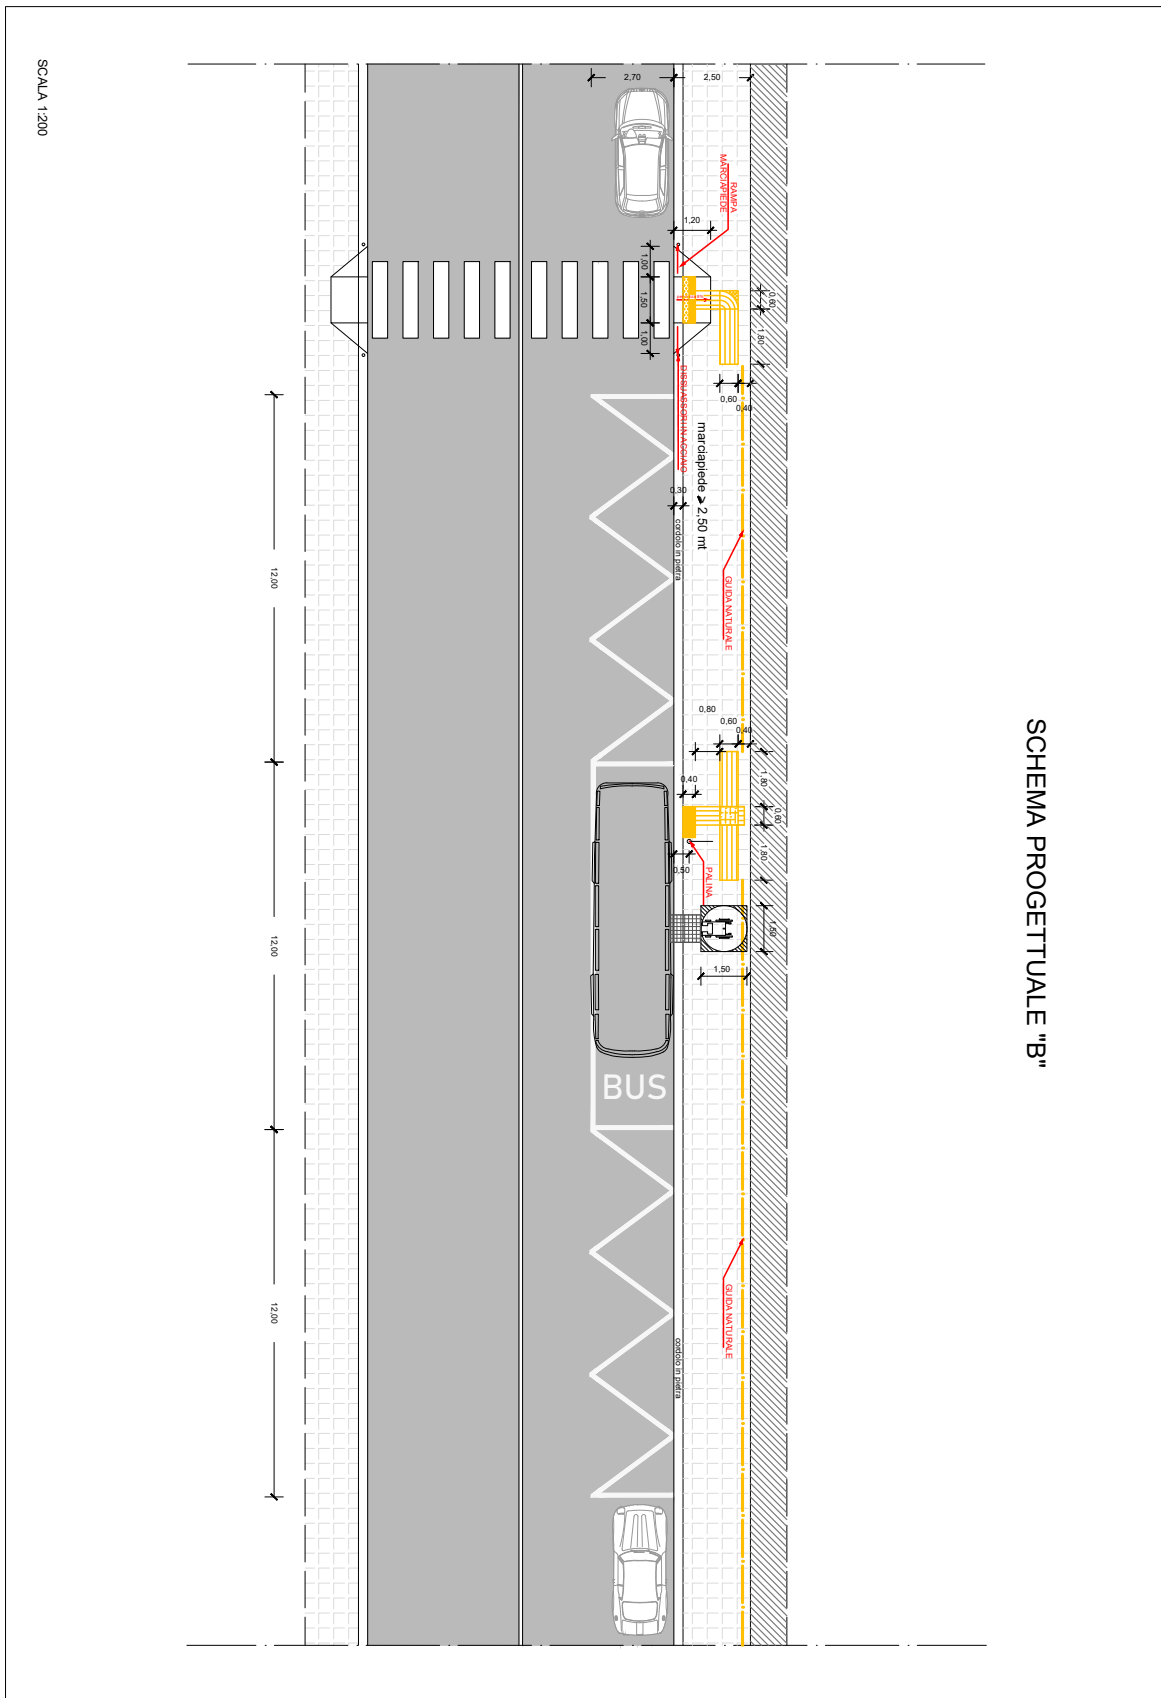 SCHEMA PROGETTUALE "B"
SCALA 1:200
2,70
2,50
RAMPA
MARCIAPIEDE
1,20
1,00
1,50
1,00
0,60
1,80
0,60
0,40
DISSUASORI IN ACCIAIO
marciapiede ≥ 2,50 mt
0,30
cordolo in pietra
GUIDA NATURALE
12,00
0,80
0,60
0,40
1,80
0,60
1,80
0,40
0,50
PALINA
1,50
1,50
12,00
BUS
GUIDA NATURALE
cordolo in pietra
12,00